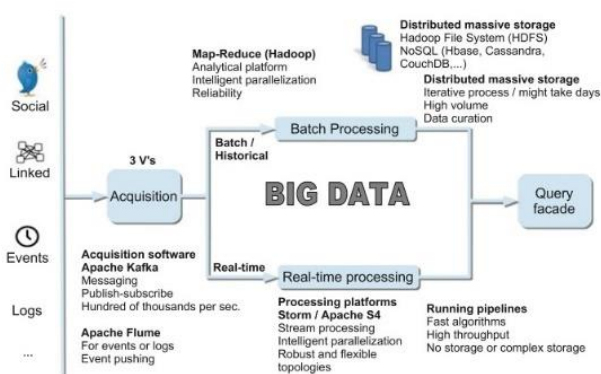 Social
Linked
Events
Logs
...
3 V's
Acquisition
Acquisition software
Apache Kafka
Messaging
Publish-subscribe
Hundred of thousands per sec.
Apache Flume
For events or logs
Event pushing
Map-Reduce (Hadoop)
Analytical platform
Intelligent parallelization
Reliability
Batch /
Historical
Batch Processing
Distributed massive storage
Hadoop File System (HDFS)
NoSQL (Hbase, Cassandra,
CouchDB,...)
Distributed massive storage
Iterative process / might take days
High volume
Data curation
BIG DATA
Query
facade
Real-time
Real-time processing
Processing platforms
Storm / Apache S4
Stream processing
Intelligent parallelization
Robust and flexible
topologies
Running pipelines
Fast algorithms
High throughput
No storage or complex storage